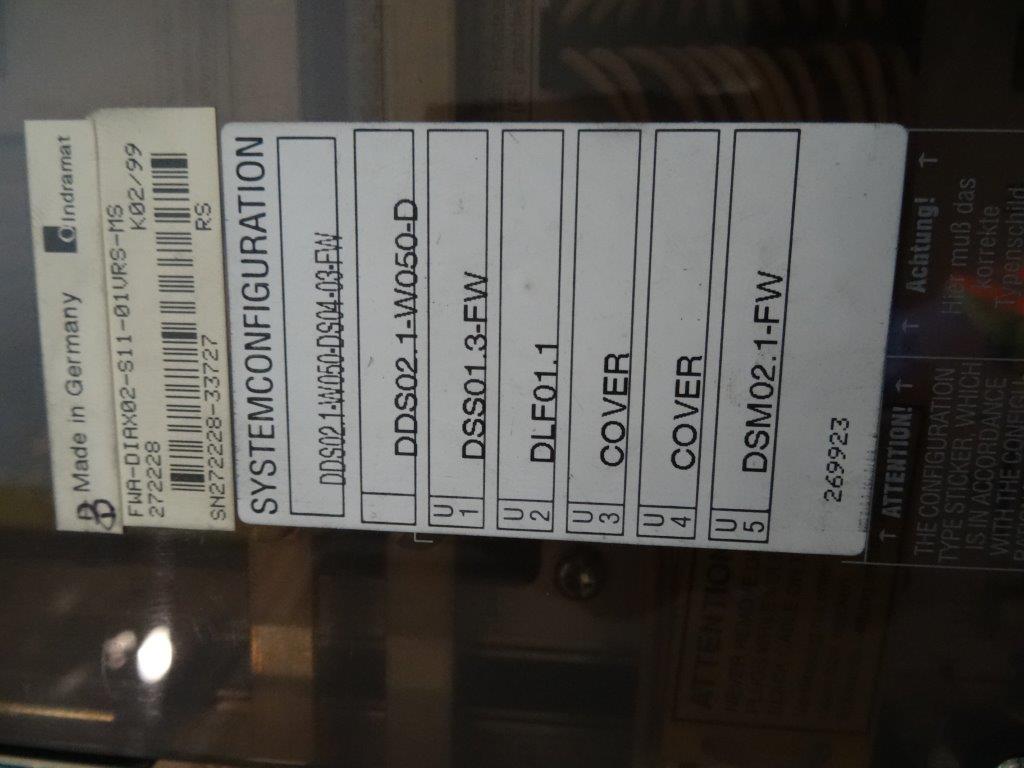 Indramat
B Made in Germany
FWA-DIAX02-S11-01VRS-MS
272228 K02/99
SN272228-33727 RS
SYSTEMCONFIGURATION
DDS02.1-W050-DS04-03-FW
DDS02.1-W050-D
U1 DSS01.3-FW
U2 DLF01.1
U3 COVER
U4 COVER
U5 DSM02.1-FW
269923
↑ ATTENTION! ↑
THE CONFIGURATION
TYPE STICKER, WHICH
IS IN ACCORDANCE
WITH THE CONFIGU
↑ Achtung! ↑
Hier muß das
korrekte
Typenschild
ATTENTION